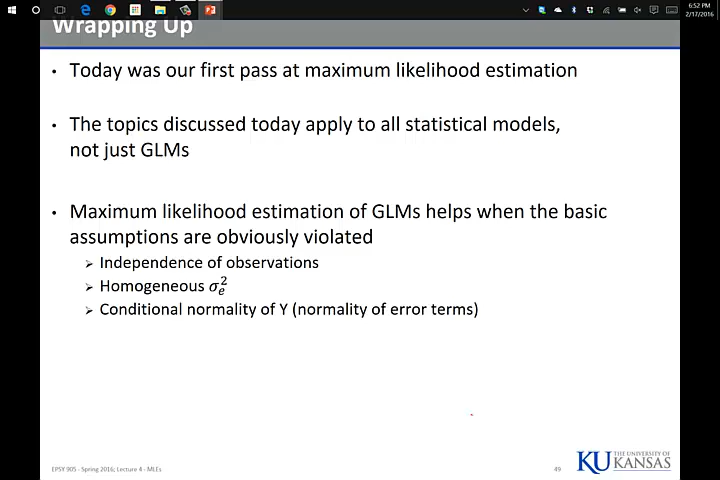 6:52 PM
2/17/2016
Wrapping Up
• Today was our first pass at maximum likelihood estimation
• The topics discussed today apply to all statistical models,
not just GLMs
• Maximum likelihood estimation of GLMs helps when the basic
assumptions are obviously violated
➢ Independence of observations
➢ Homogeneous σₑ²
➢ Conditional normality of Y (normality of error terms)
EPSY 905 - Spring 2016; Lecture 4 - MLEs
49
KU THE UNIVERSITY OF
KANSAS